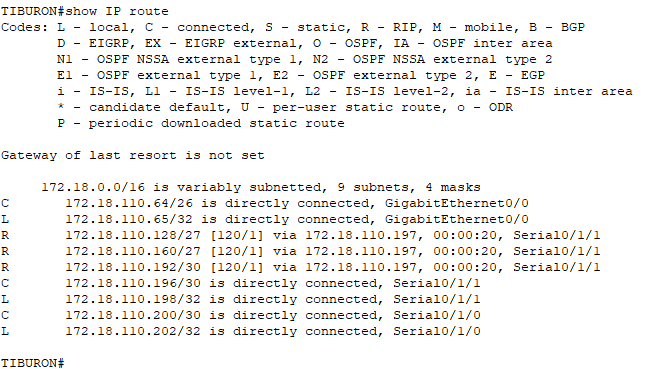 TIBURON#show IP route
Codes: L - local, C - connected, S - static, R - RIP, M - mobile, B - BGP
D - EIGRP, EX - EIGRP external, O - OSPF, IA - OSPF inter area
N1 - OSPF NSSA external type 1, N2 - OSPF NSSA external type 2
E1 - OSPF external type 1, E2 - OSPF external type 2, E - EGP
i - IS-IS, L1 - IS-IS level-1, L2 - IS-IS level-2, ia - IS-IS inter area
* - candidate default, U - per-user static route, o - ODR
P - periodic downloaded static route
Gateway of last resort is not set
172.18.0.0/16 is variably subnetted, 9 subnets, 4 masks
C 172.18.110.64/26 is directly connected, GigabitEthernet0/0
L 172.18.110.65/32 is directly connected, GigabitEthernet0/0
R 172.18.110.128/27 [120/1] via 172.18.110.197, 00:00:20, Serial0/1/1
R 172.18.110.160/27 [120/1] via 172.18.110.197, 00:00:20, Serial0/1/1
R 172.18.110.192/30 [120/1] via 172.18.110.197, 00:00:20, Serial0/1/1
C 172.18.110.196/30 is directly connected, Serial0/1/1
L 172.18.110.198/32 is directly connected, Serial0/1/1
C 172.18.110.200/30 is directly connected, Serial0/1/0
L 172.18.110.202/32 is directly connected, Serial0/1/0
TIBURON#